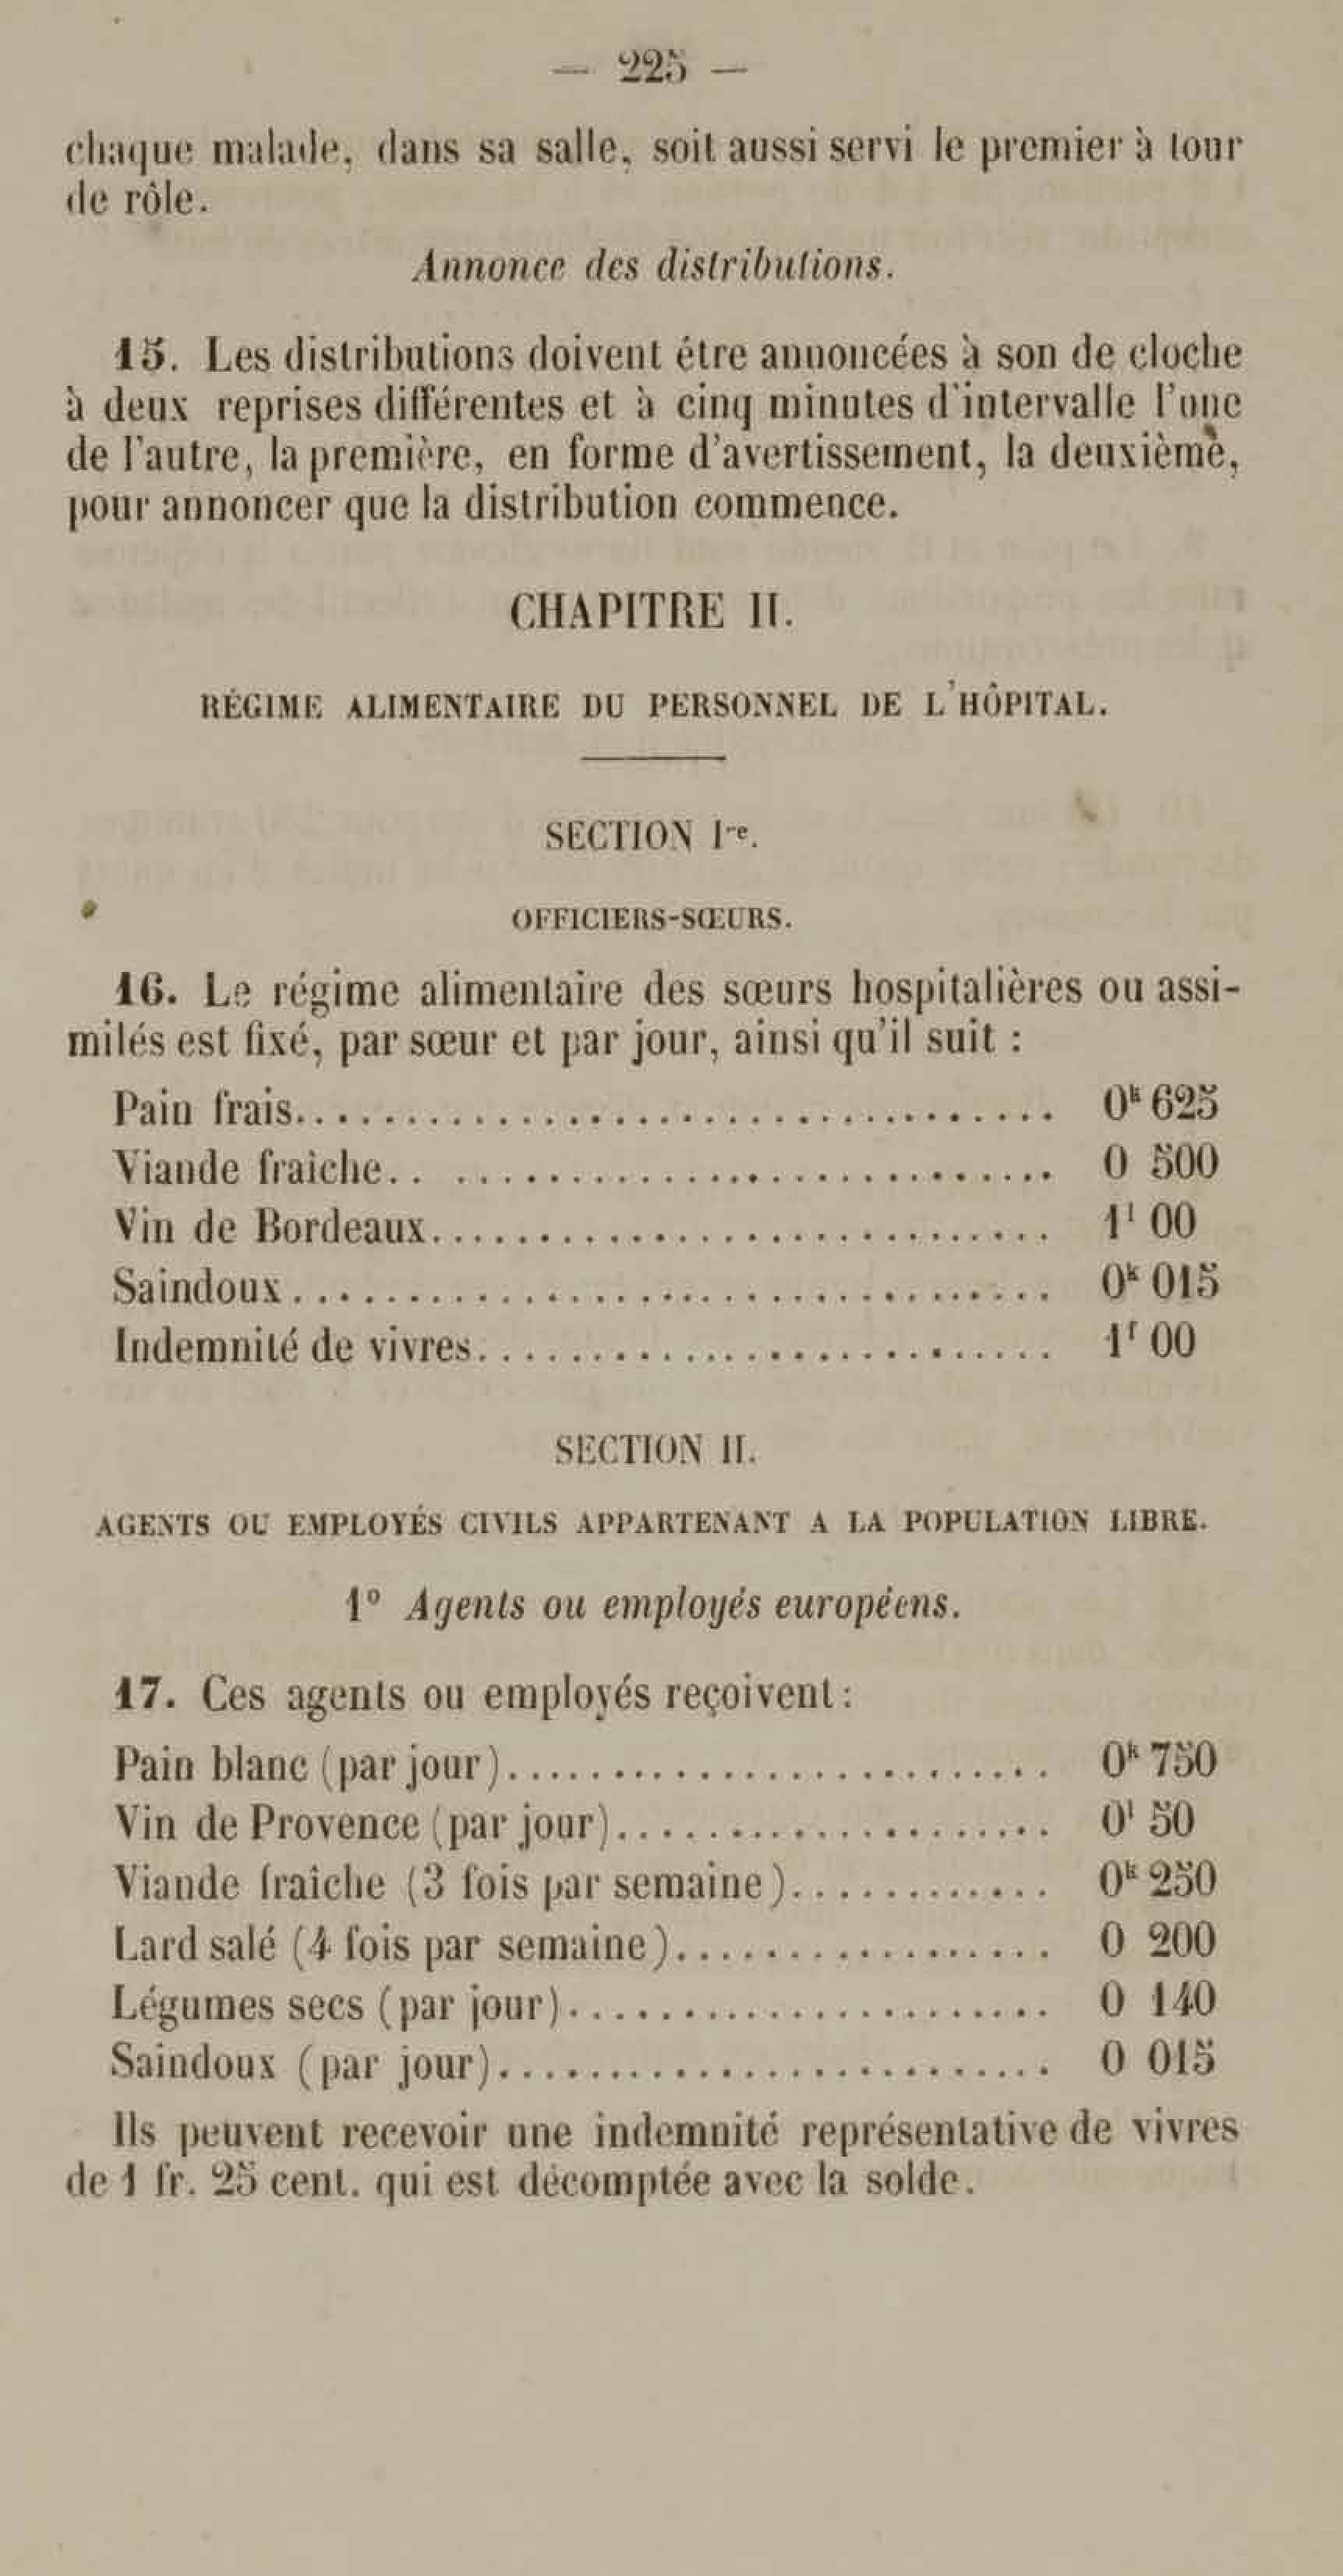 — 225 —
chaque malade, dans sa salle, soit aussi servi le premier à tour
de rôle.
Annonce des distributions.
15. Les distributions doivent être annoncées à son de cloche
à deux reprises différentes et à cinq minutes d'intervalle l'une
de l'autre, la première, en forme d'avertissement, la deuxième,
pour annoncer que la distribution commence.
CHAPITRE II.
RÉGIME ALIMENTAIRE DU PERSONNEL DE L'HÔPITAL.
SECTION Ire.
OFFICIERS-SŒURS.
16. Le régime alimentaire des sœurs hospitalières ou assi-
milés est fixé, par sœur et par jour, ainsi qu'il suit :
Pain frais................................. 0k 625
Viande fraîche.. .......................... 0 500
Vin de Bordeaux........................... 1l 00
Saindoux................................. 0k 015
Indemnité de vivres......................... 1f 00
SECTION II.
AGENTS OU EMPLOYÉS CIVILS APPARTENANT A LA POPULATION LIBRE.
1° Agents ou employés européens.
17. Ces agents ou employés reçoivent :
Pain blanc (par jour)........................ 0k 750
Vin de Provence (par jour)................... 0l 50
Viande fraîche (3 fois par semaine)............ 0k 250
Lard salé (4 fois par semaine)................. 0 200
Légumes secs (par jour)..................... 0 140
Saindoux (par jour)........................ 0 015
Ils peuvent recevoir une indemnité représentative de vivres
de 1 fr. 25 cent. qui est décomptée avec la solde.